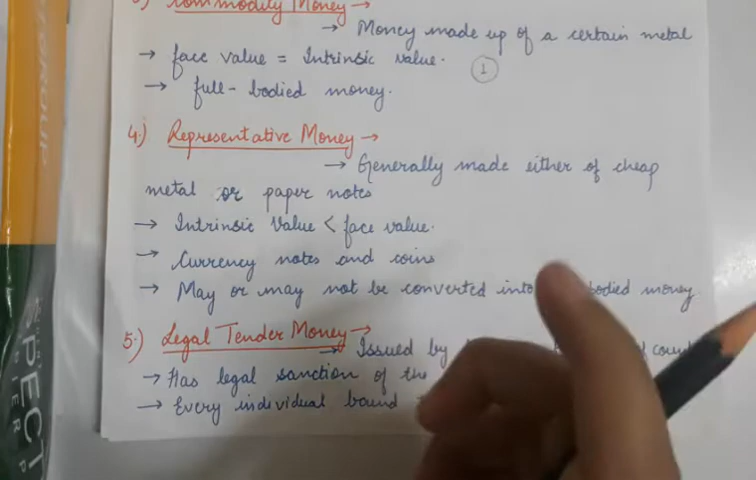 Commodity Money →
→ Money made up of a certain metal
→ face value = Intrinsic value.
1
→ full-bodied money.
4.) Representative Money →
→ Generally made either of cheap
metal or paper notes
→ Intrinsic Value < face value.
→ Currency notes and coins
→ May or may not be converted into bodied money.
5.) Legal Tender Money →
→ Issued by
→ Has legal sanction of the
→ Every individual bound
GROUP
SPECT